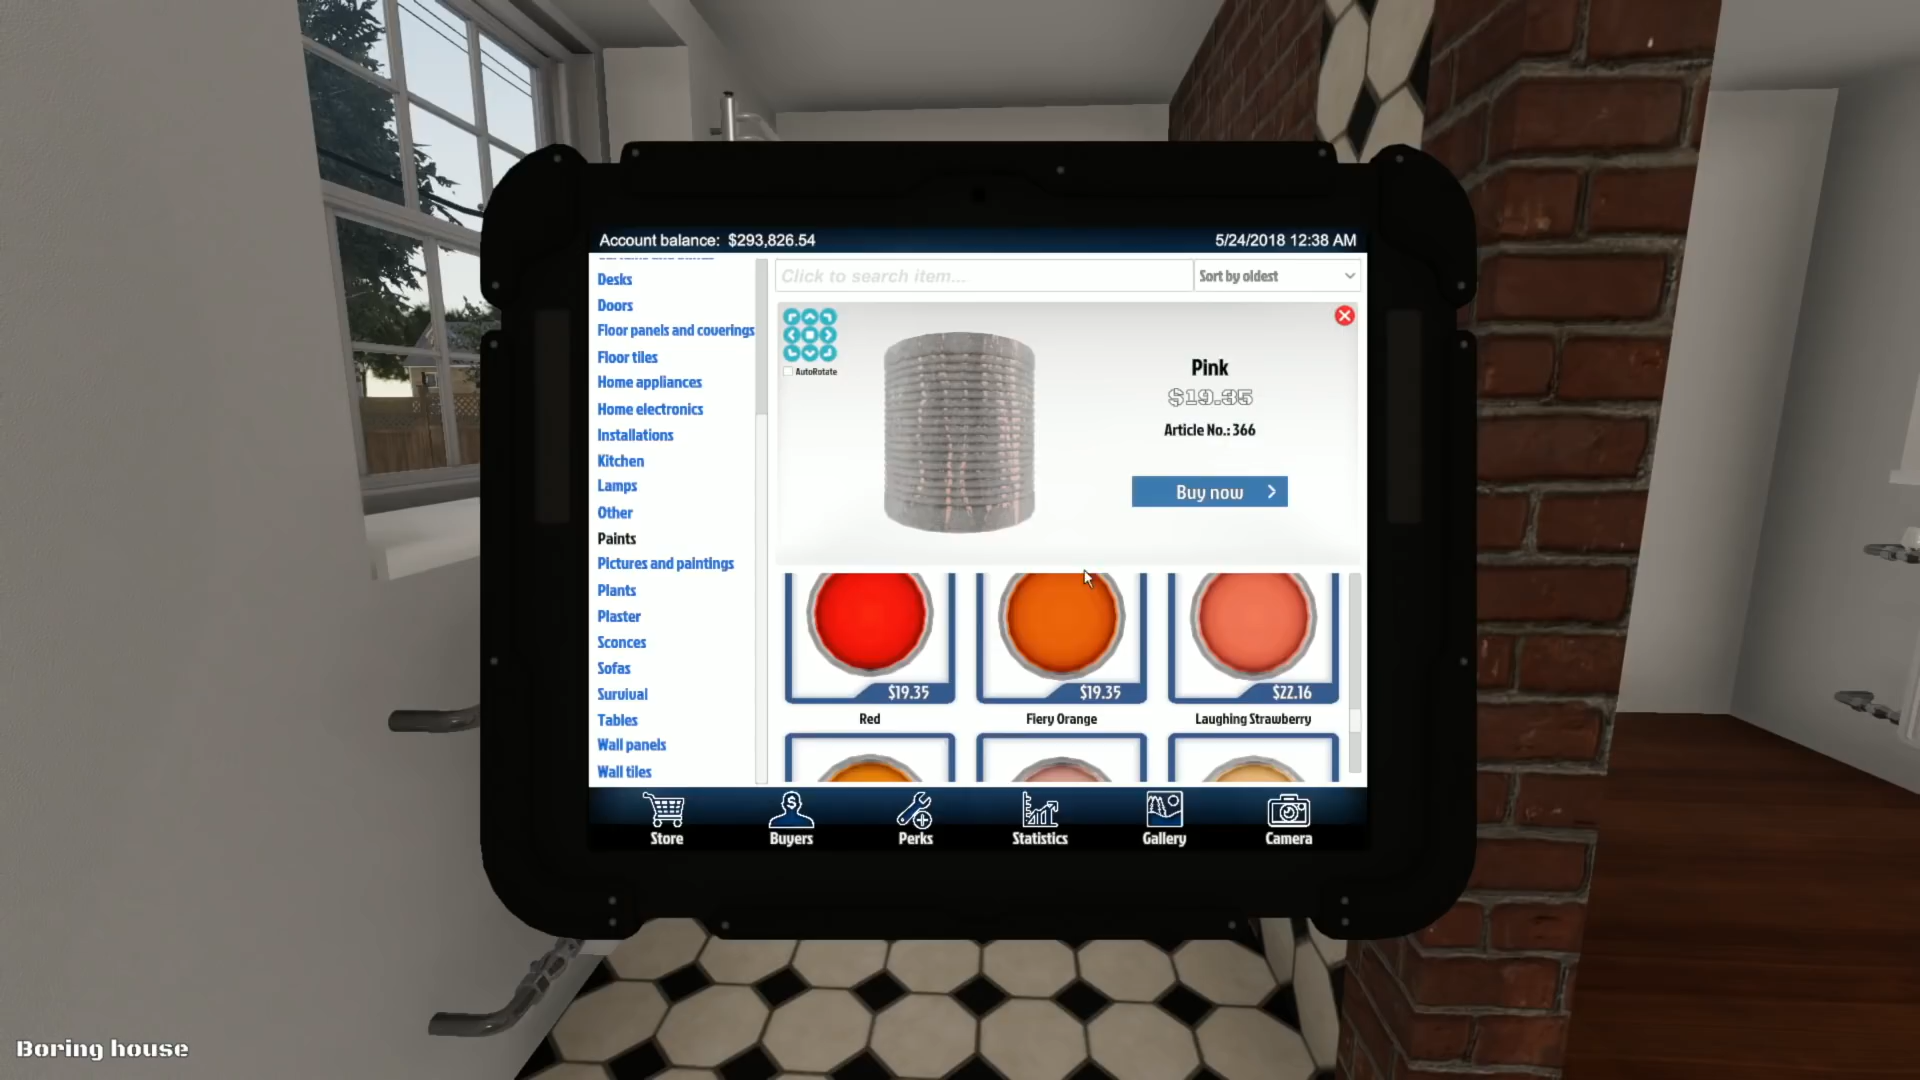 Account balance: $293,826.54
5/24/2018 12:38 AM
Desks
Doors
Floor panels and coverings
Floor tiles
Home appliances
Home electronics
Installations
Kitchen
Lamps
Other
Paints
Pictures and paintings
Plants
Plaster
Sconces
Sofas
Survival
Tables
Wall panels
Wall tiles
Click to search item...
Sort by oldest
AutoRotate
Pink
$19.35
Article No.: 366
Buy now
$19.35
$19.35
$22.16
Red
Fiery Orange
Laughing Strawberry
Store
Buyers
Perks
Statistics
Gallery
Camera
Boring house